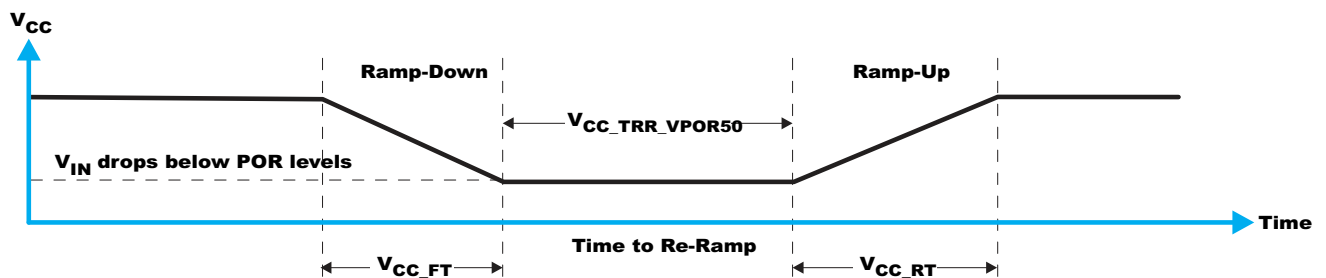 VCC
Ramp-Down
Ramp-Up
VCC_TRR_VPOR50
VIN drops below POR levels
Time
Time to Re-Ramp
VCC_FT
VCC_RT